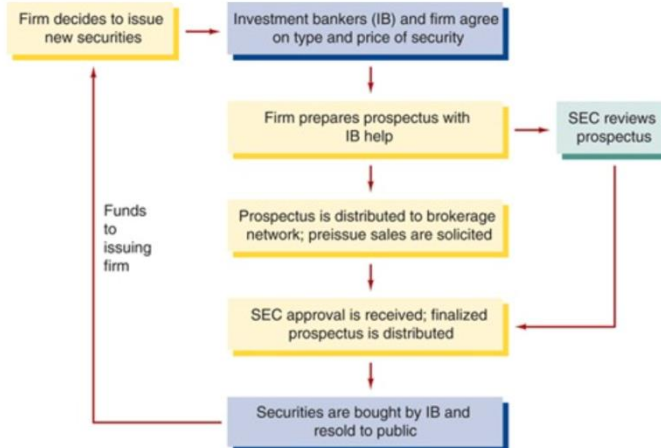 Firm decides to issue
new securities
Investment bankers (IB) and firm agree
on type and price of security
Firm prepares prospectus with
IB help
SEC reviews
prospectus
Prospectus is distributed to brokerage
network; preissue sales are solicited
Funds
to
issuing
firm
SEC approval is received; finalized
prospectus is distributed
Securities are bought by IB and
resold to public